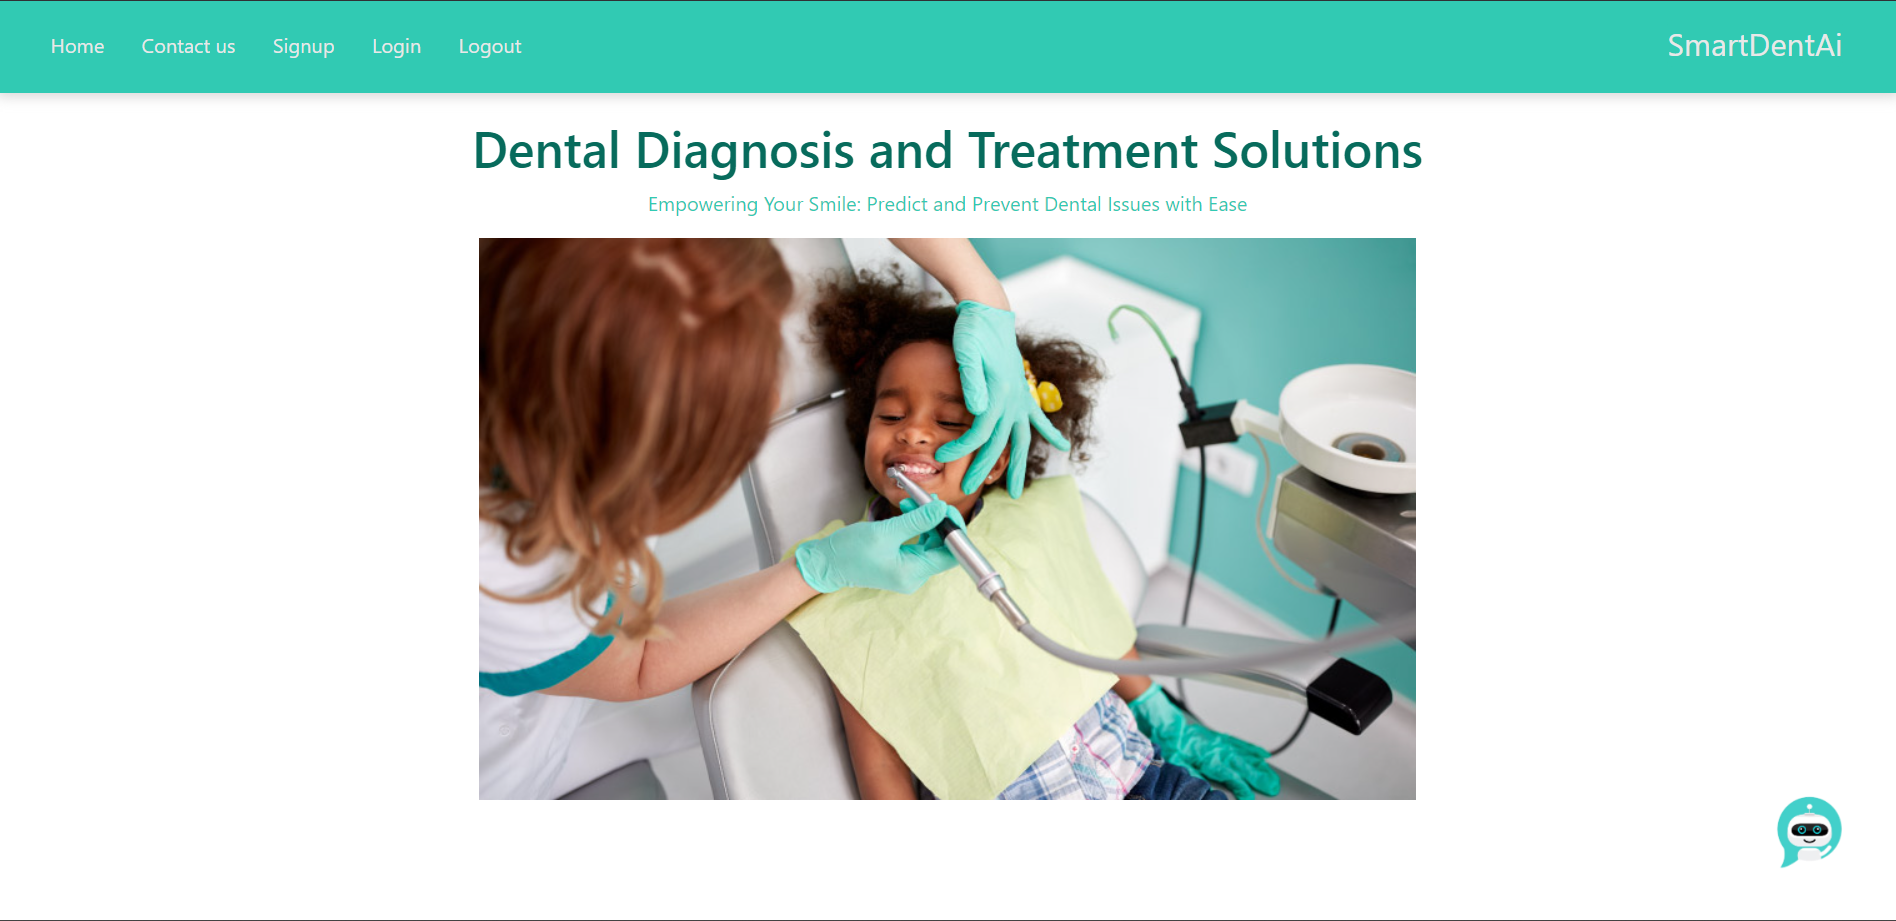 Home Contact us Signup Login Logout SmartDentAi
Dental Diagnosis and Treatment Solutions
Empowering Your Smile: Predict and Prevent Dental Issues with Ease